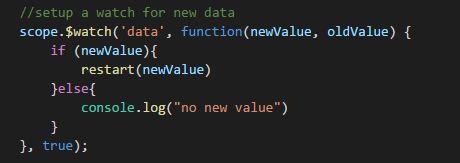 //setup a watch for new data
scope.$watch('data', function(newValue, oldValue) {
    if (newValue){
        restart(newValue)
    }else{
        console.log("no new value")
    }
}, true);